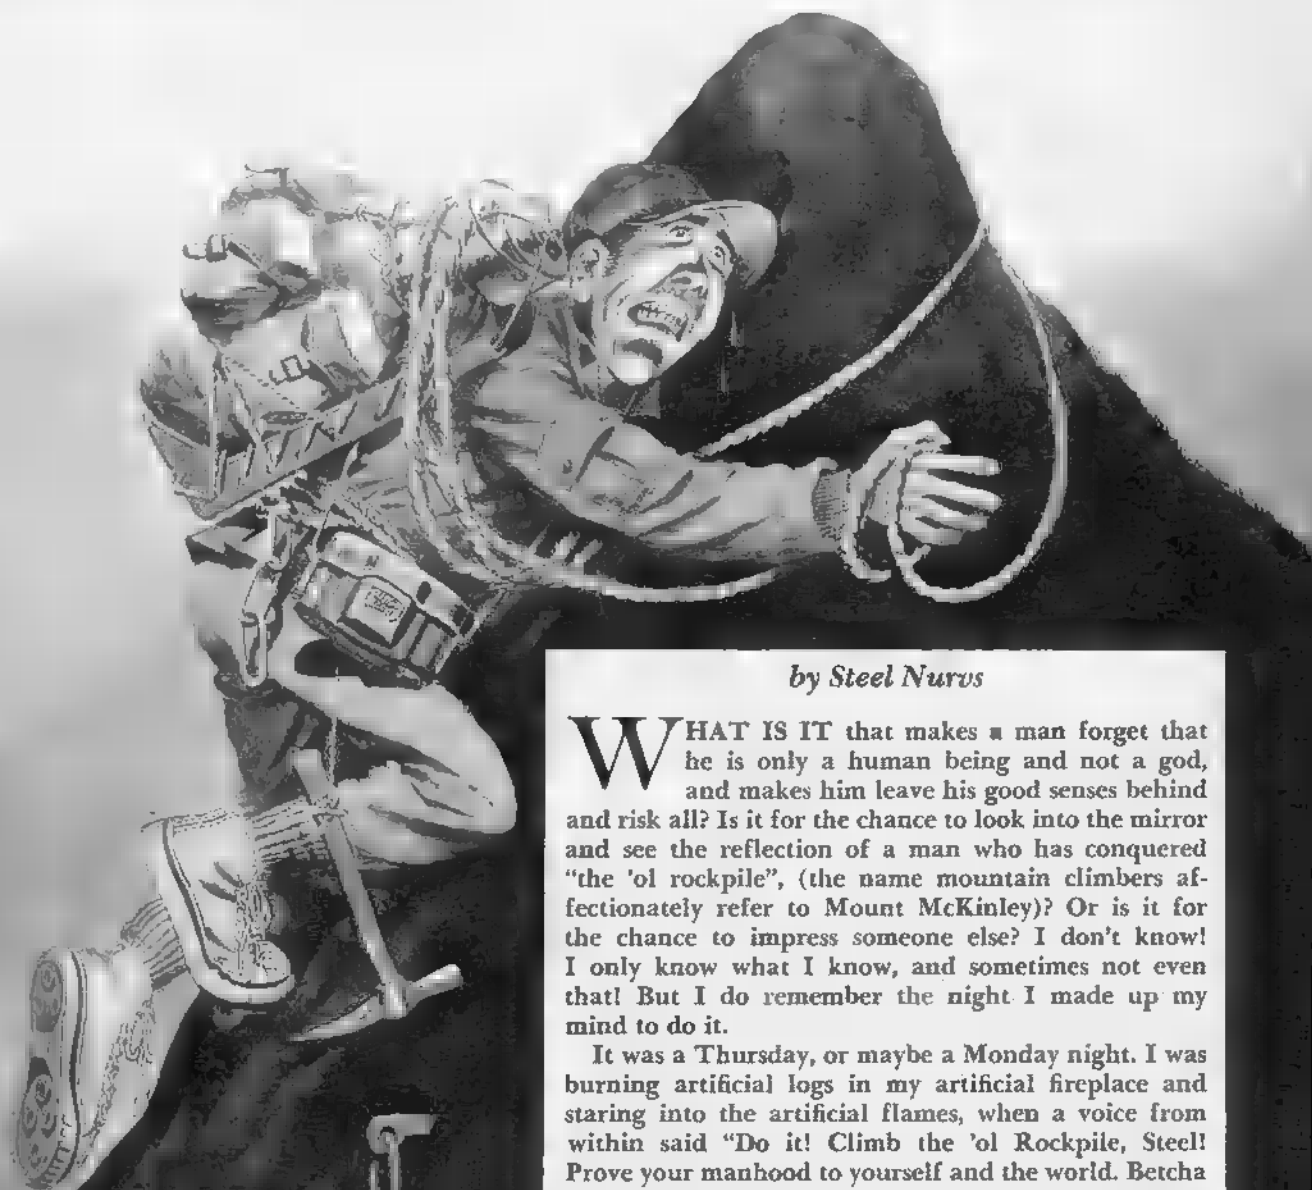 by Steel Nurvs
WHAT IS IT that makes a man forget that
he is only a human being and not a god,
and makes him leave his good senses behind
and risk all? Is it for the chance to look into the mirror
and see the reflection of a man who has conquered
“the 'ol rockpile”, (the name mountain climbers af-
fectionately refer to Mount McKinley)? Or is it for
the chance to impress someone else? I don't know!
I only know what I know, and sometimes not even
that! But I do remember the night I made up my
mind to do it.
It was a Thursday, or maybe a Monday night. I was
burning artificial logs in my artificial fireplace and
staring into the artificial flames, when a voice from
within said “Do it! Climb the 'ol Rockpile, Steel!
Prove your manhood to yourself and the world. Betcha